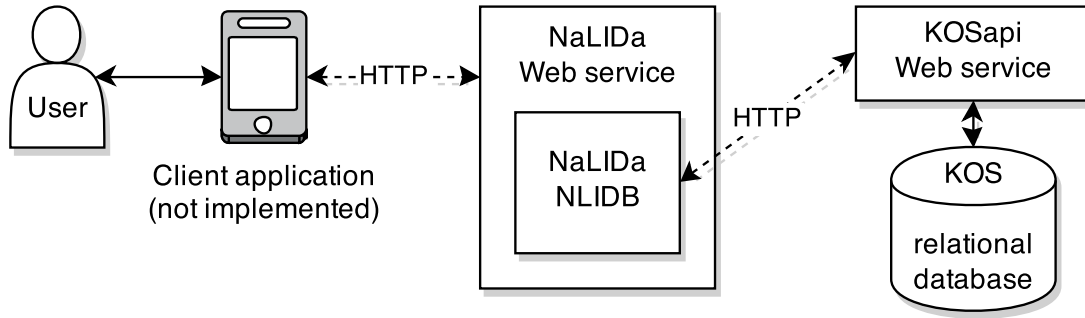 User
Client application
(not implemented)
HTTP
NaLIDa
Web service
NaLIDa
NLIDB
HTTP
KOSapi
Web service
KOS
relational
database